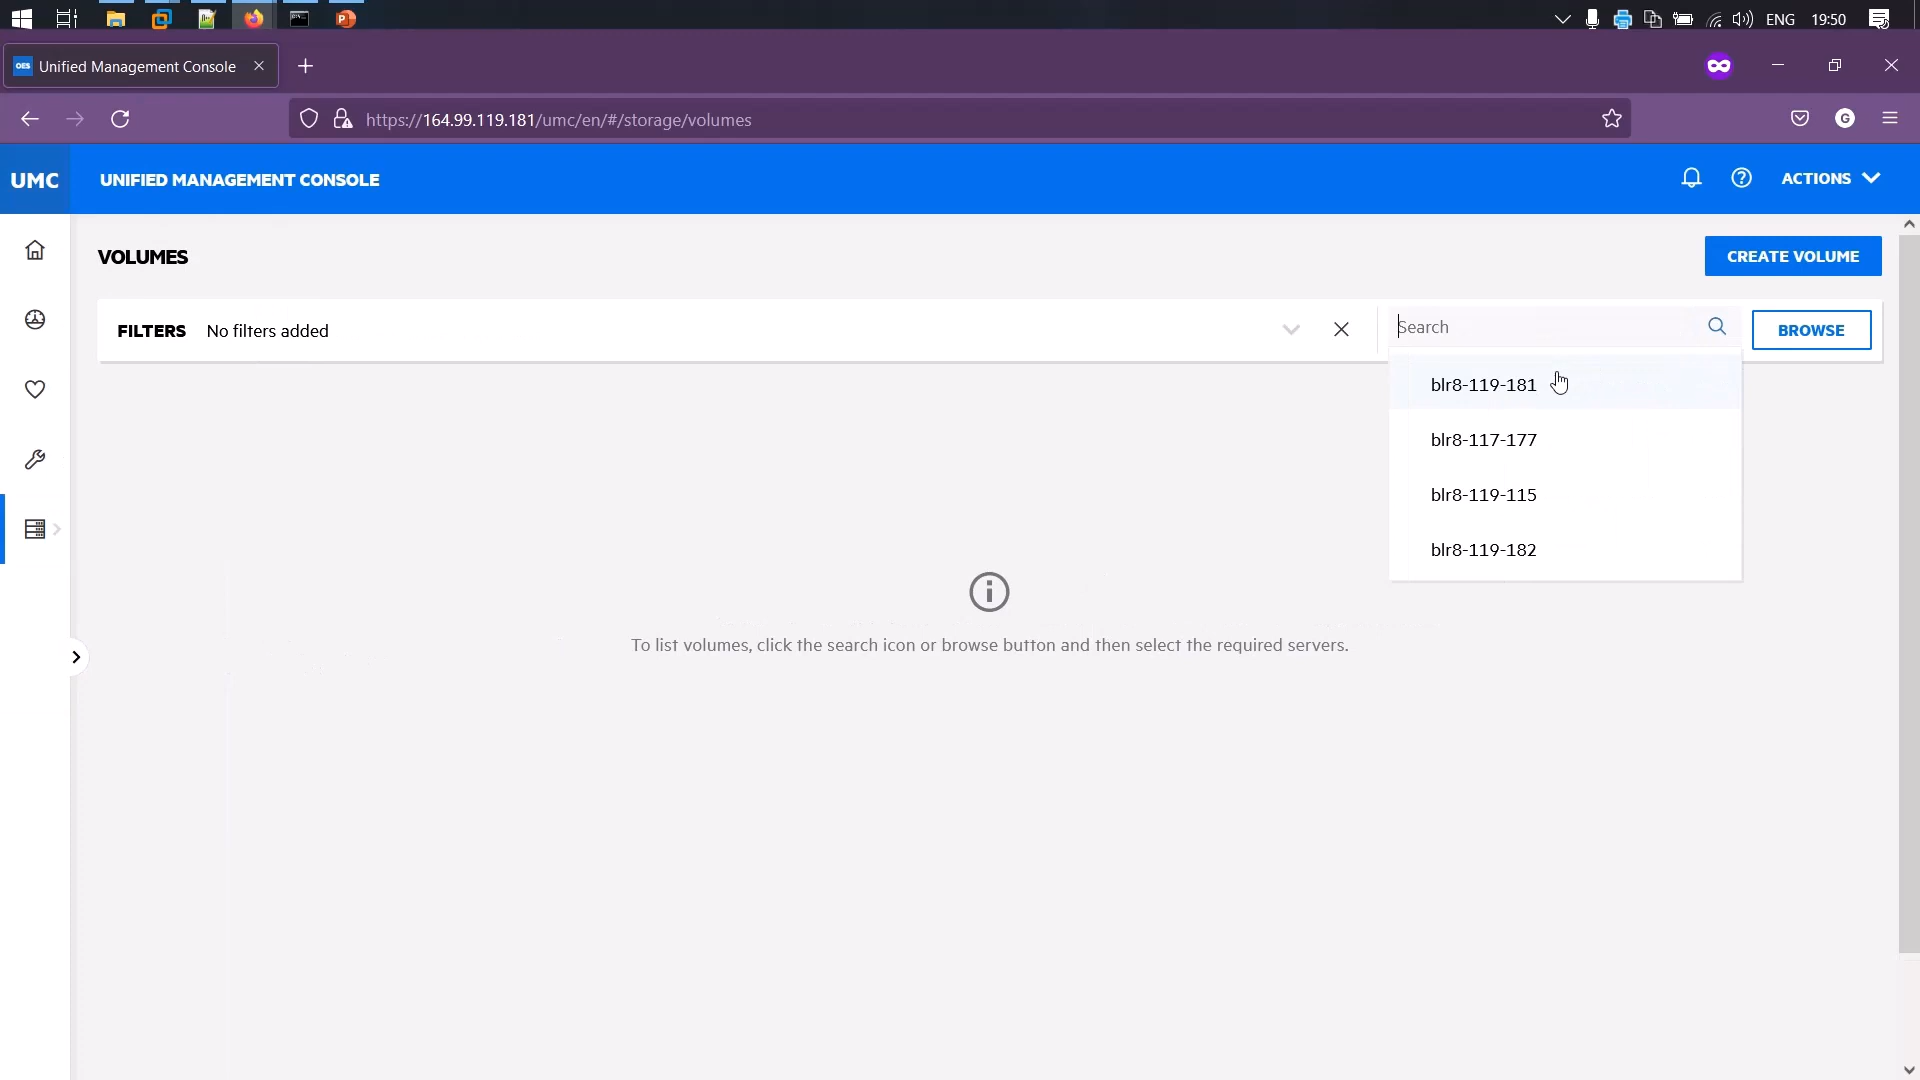 ENG 19:50
OES Unified Management Console
https://164.99.119.181/umc/en/#/storage/volumes
G
UMC UNIFIED MANAGEMENT CONSOLE
ACTIONS
VOLUMES
CREATE VOLUME
FILTERS No filters added
Search
BROWSE
blr8-119-181
blr8-117-177
blr8-119-115
blr8-119-182
To list volumes, click the search icon or browse button and then select the required servers.